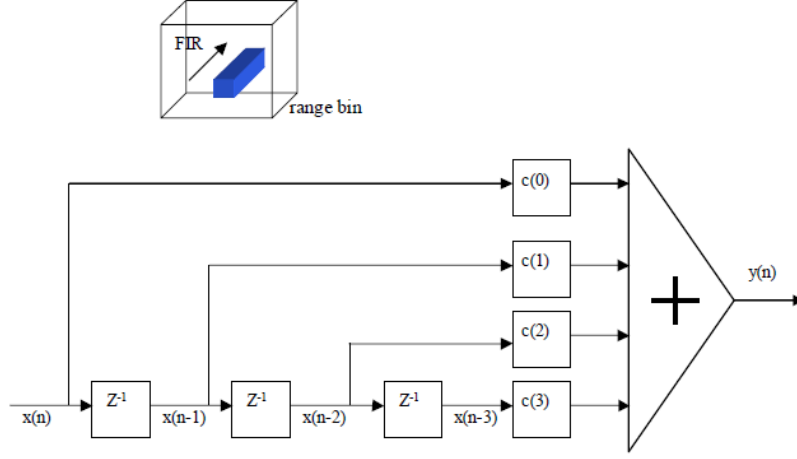 FIR
range bin
c(0)
c(1)
y(n)
c(2)
Z-1
Z-1
Z-1
c(3)
x(n)
x(n-1)
x(n-2)
x(n-3)